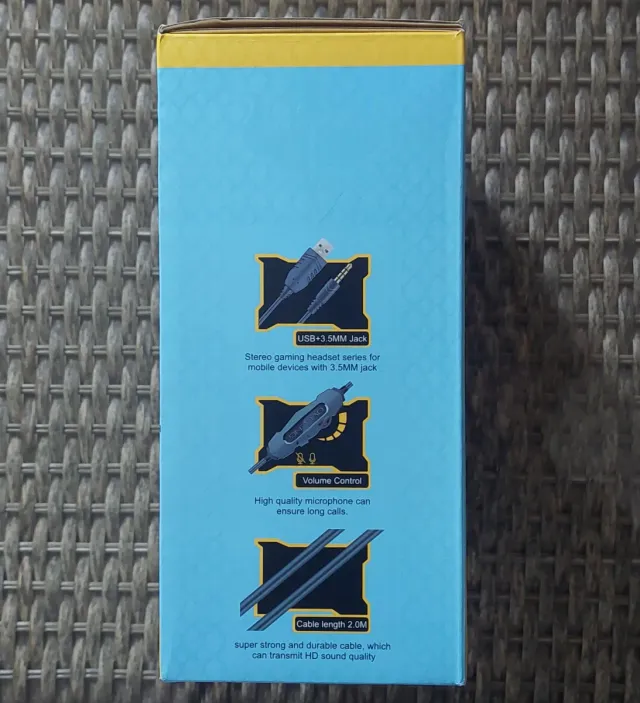 USB+3.5MM Jack
Stereo gaming headset series for
mobile devices with 3.5MM jack
Volume Control
High quality microphone can
ensure long calls.
Cable length 2.0M
super strong and durable cable, which
can transmit HD sound quality